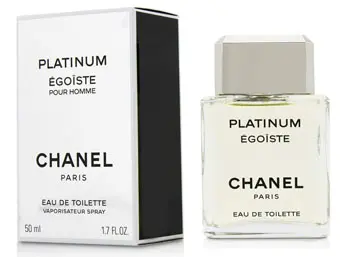 PLATINUM
ÉGOÏSTE
POUR HOMME
CHANEL
PARIS
EAU DE TOILETTE
VAPORISATEUR SPRAY
50 ml 1.7 FL. OZ.
PLATINUM
ÉGOÏSTE
CHANEL
PARIS
EAU DE TOILETTE